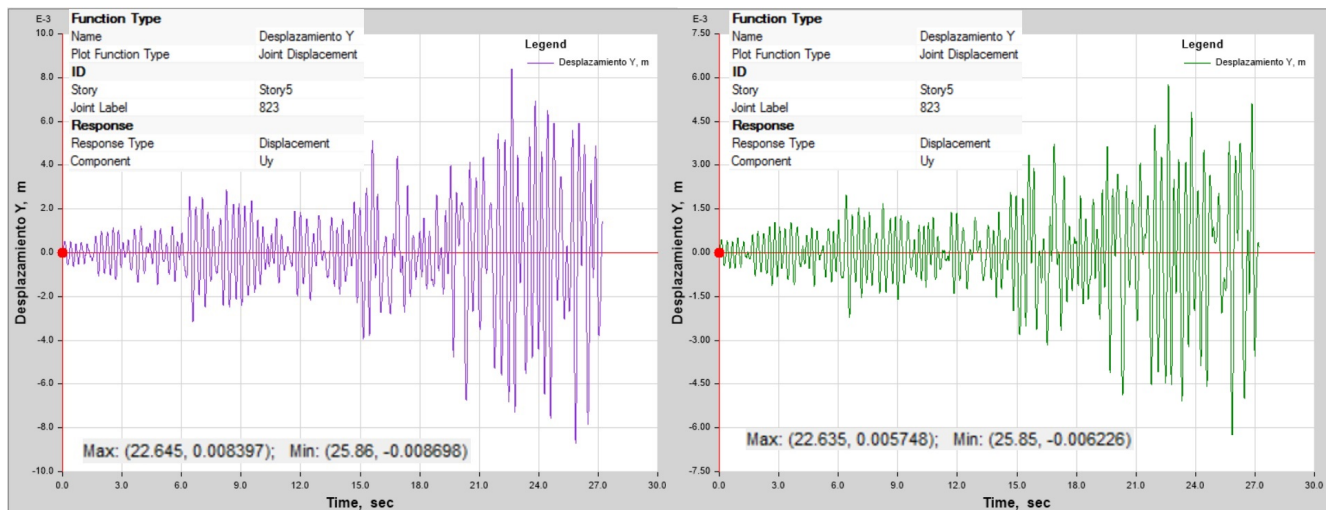 E-3
10.0
8.0
6.0
4.0
2.0
0.0
-2.0
-4.0
-6.0
-8.0
-10.0
Desplazamiento Y, m
Function Type
Name Desplazamiento Y
Plot Function Type Joint Displacement
ID
Story Story5
Joint Label 823
Response
Response Type Displacement
Component Uy
Legend
Desplazamiento Y, m
Max: (22.645, 0.008397); Min: (25.86, -0.008698)
0.0 3.0 6.0 9.0 12.0 15.0 18.0 21.0 24.0 27.0 30.0
Time, sec
E-3
7.50
6.00
4.50
3.00
1.50
0.00
-1.50
-3.00
-4.50
-6.00
-7.50
Desplazamiento Y, m
Function Type
Name Desplazamiento Y
Plot Function Type Joint Displacement
ID
Story Story5
Joint Label 823
Response
Response Type Displacement
Component Uy
Legend
Desplazamiento Y, m
Max: (22.635, 0.005748); Min: (25.85, -0.006226)
0.0 3.0 6.0 9.0 12.0 15.0 18.0 21.0 24.0 27.0 30.0
Time, sec